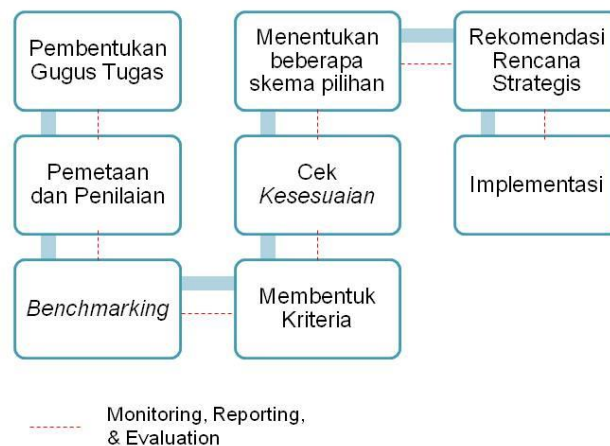 Pembentukan
Gugus Tugas
Pemetaan
dan Penilaian
Benchmarking
Membentuk
Kriteria
Cek
Kesesuaian
Menentukan
beberapa
skema pilihan
Rekomendasi
Rencana
Strategis
Implementasi
Monitoring, Reporting,
& Evaluation